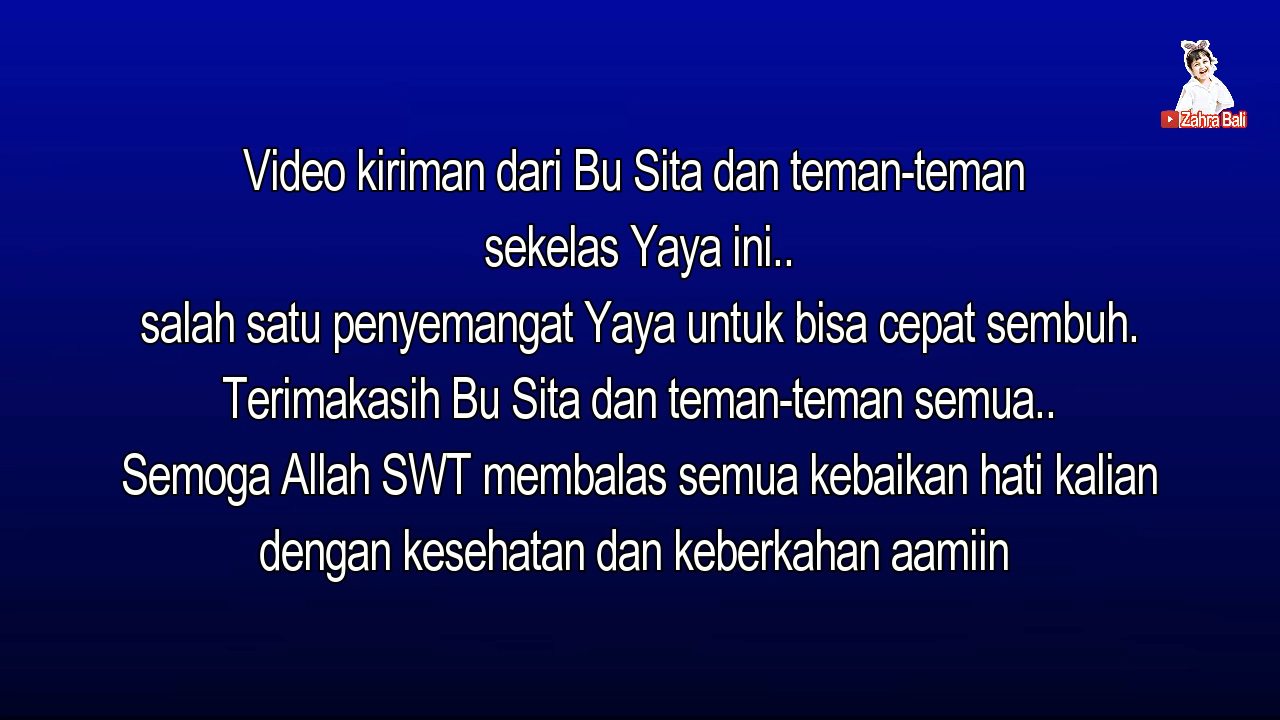 Zahra Bali
Video kiriman dari Bu Sita dan teman-teman
sekelas Yaya ini..
salah satu penyemangat Yaya untuk bisa cepat sembuh.
Terimakasih Bu Sita dan teman-teman semua..
Semoga Allah SWT membalas semua kebaikan hati kalian
dengan kesehatan dan keberkahan aamiin